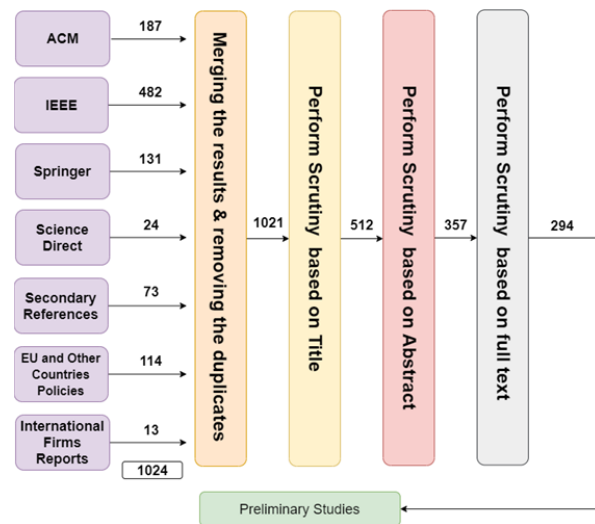 ACM
187
IEEE
482
Springer
131
Science
Direct
24
Secondary
References
73
EU and Other
Countries
Policies
114
International
Firms
Reports
13
1024
Merging the results & removing the duplicates
1021
Perform Scrutiny based on Title
512
Perform Scrutiny based on Abstract
357
Perform Scrutiny based on full text
294
Preliminary Studies